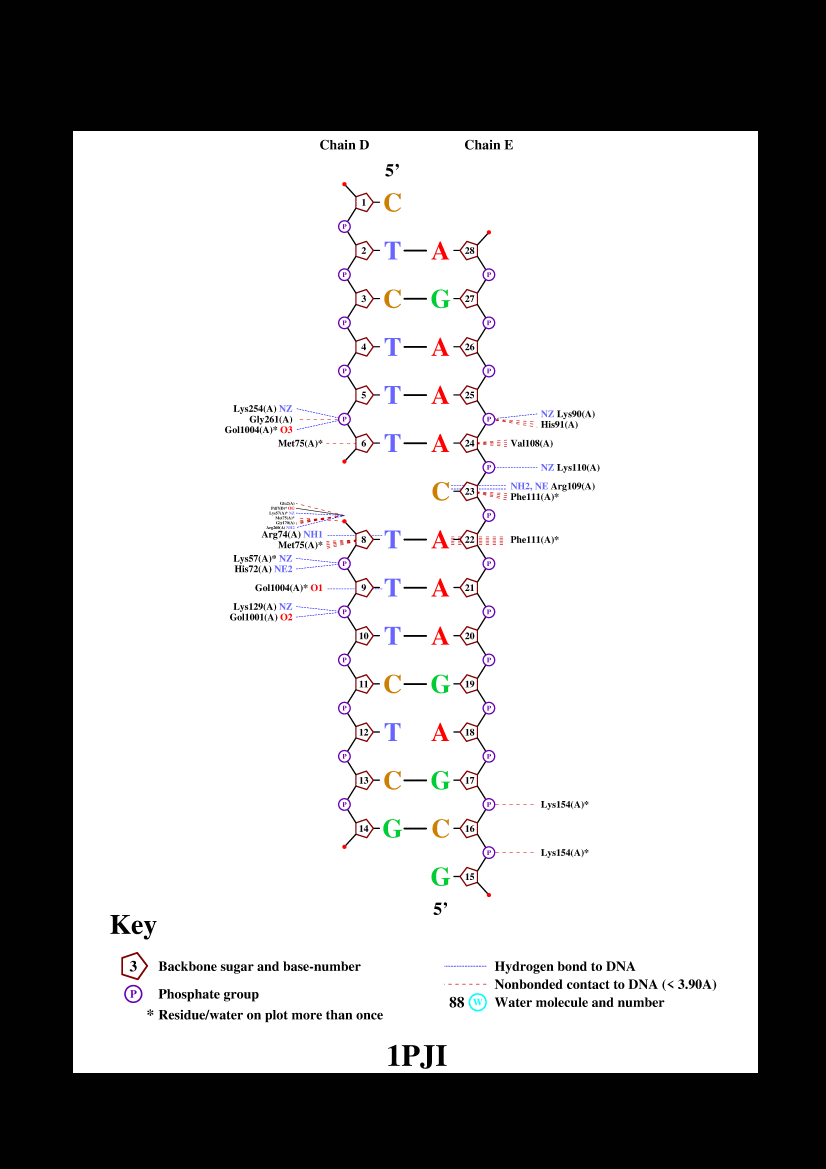 Chain D Chain E
5’
1 C
P
2 T A 28
P P
3 C G 27
P P
4 T A 26
P P
5 T A 25
Lys254(A) NZ
Gly261(A)
Gol1004(A)* O3
P P
NZ Lys90(A)
His91(A)
Met75(A)* 6 T A 24 Val108(A)
P NZ Lys110(A)
C 23 NH2, NE Arg109(A)
Phe111(A)*
P
Arg74(A) NH1
Met75(A)*
8 T A 22 Phe111(A)*
Lys57(A)* NZ
His72(A) NE2
P P
Gol1004(A)* O1 9 T A 21
Lys129(A) NZ
Gol1001(A) O2
P P
10 T A 20
P P
11 C G 19
P P
12 T A 18
P P
13 C G 17
P P Lys154(A)*
14 G C 16
P Lys154(A)*
G 15
5’
Key
3 Backbone sugar and base-number
P Phosphate group
* Residue/water on plot more than once
Hydrogen bond to DNA
Nonbonded contact to DNA (< 3.90A)
88 W Water molecule and number
1PJI